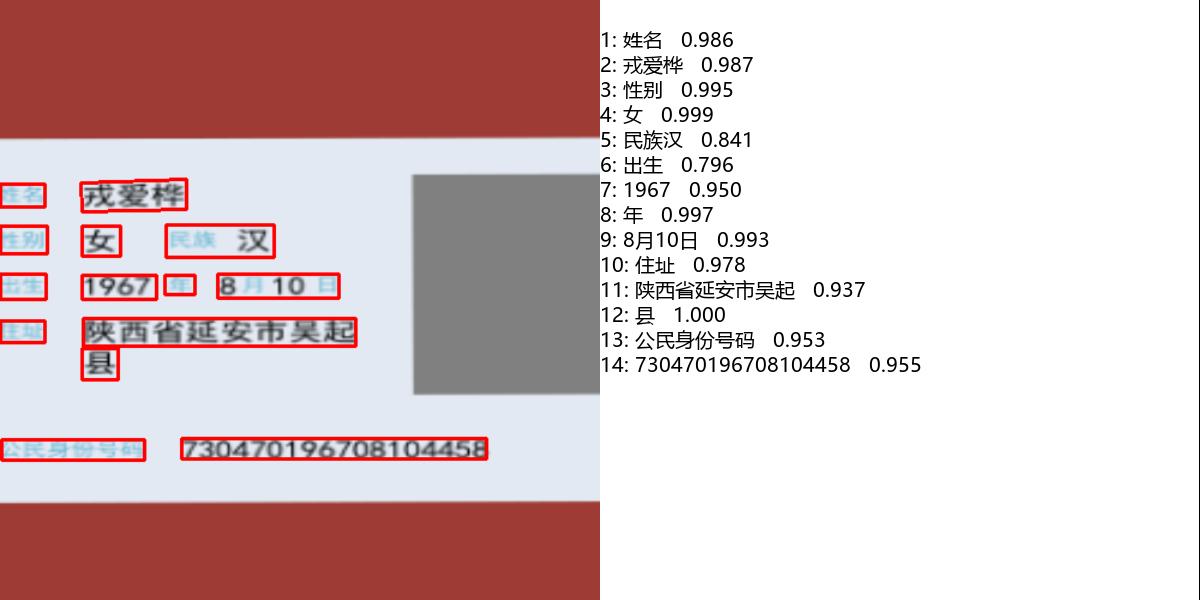 姓名 戎爱桦
性别 女 民族 汉
出生 1967 年 8 月 10 日
住址 陕西省延安市吴起
县
公民身份号码 730470196708104458
1: 姓名 0.986
2: 戎爱桦 0.987
3: 性别 0.995
4: 女 0.999
5: 民族汉 0.841
6: 出生 0.796
7: 1967 0.950
8: 年 0.997
9: 8月10日 0.993
10: 住址 0.978
11: 陕西省延安市吴起 0.937
12: 县 1.000
13: 公民身份号码 0.953
14: 730470196708104458 0.955